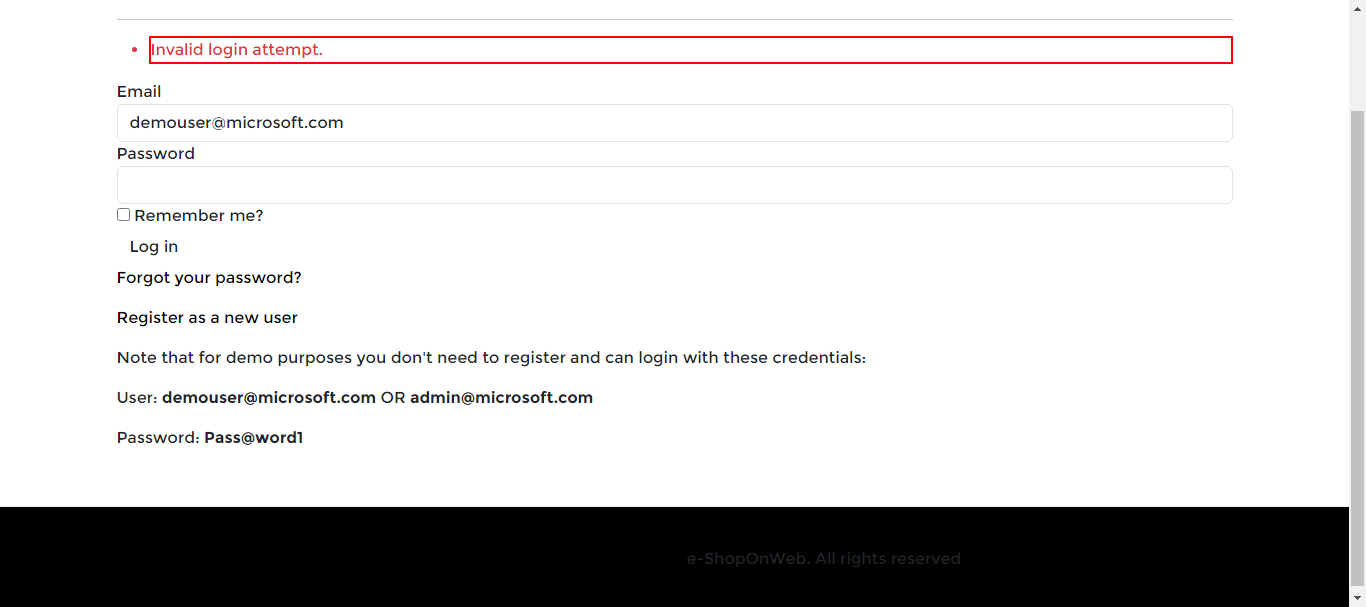 Invalid login attempt.
Email
demouser@microsoft.com
Password
Remember me?
Log in
Forgot your password?
Register as a new user
Note that for demo purposes you don't need to register and can login with these credentials:
User: demouser@microsoft.com OR admin@microsoft.com
Password: Pass@word1
e-ShopOnWeb. All rights reserved